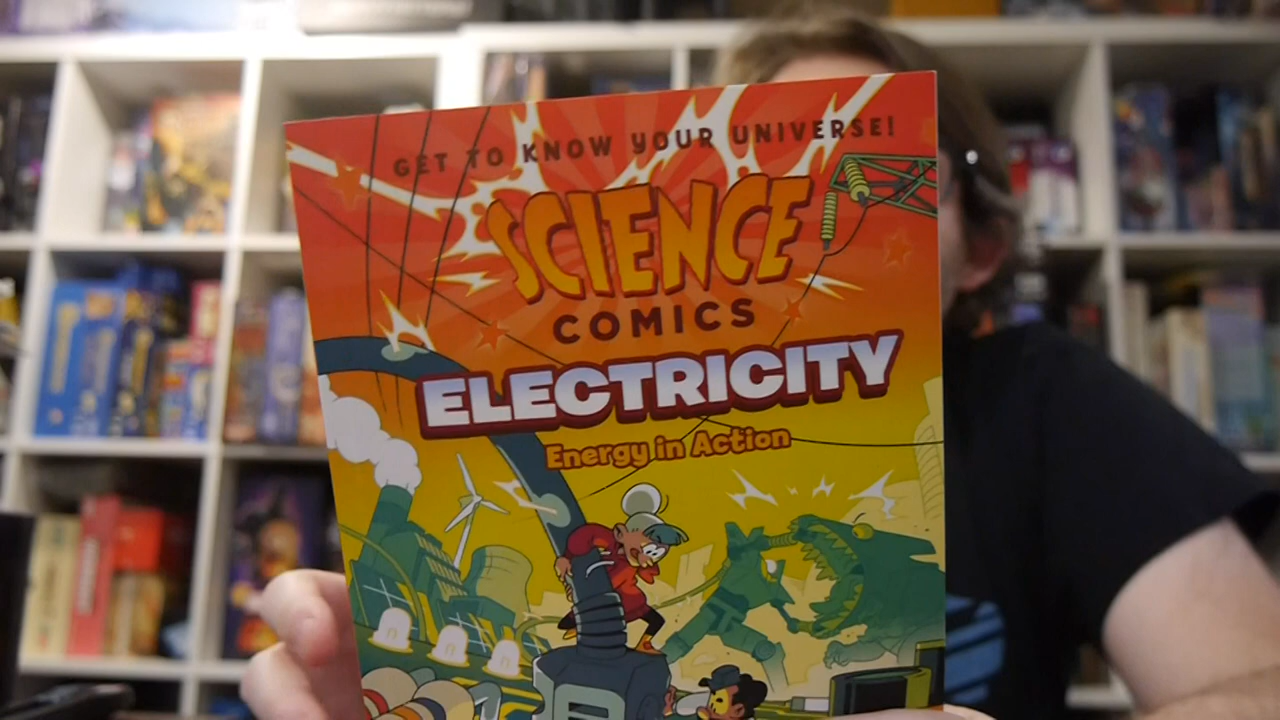 GET TO KNOW YOUR UNIVERSE!
SCIENCE
COMICS
ELECTRICITY
Energy in Action